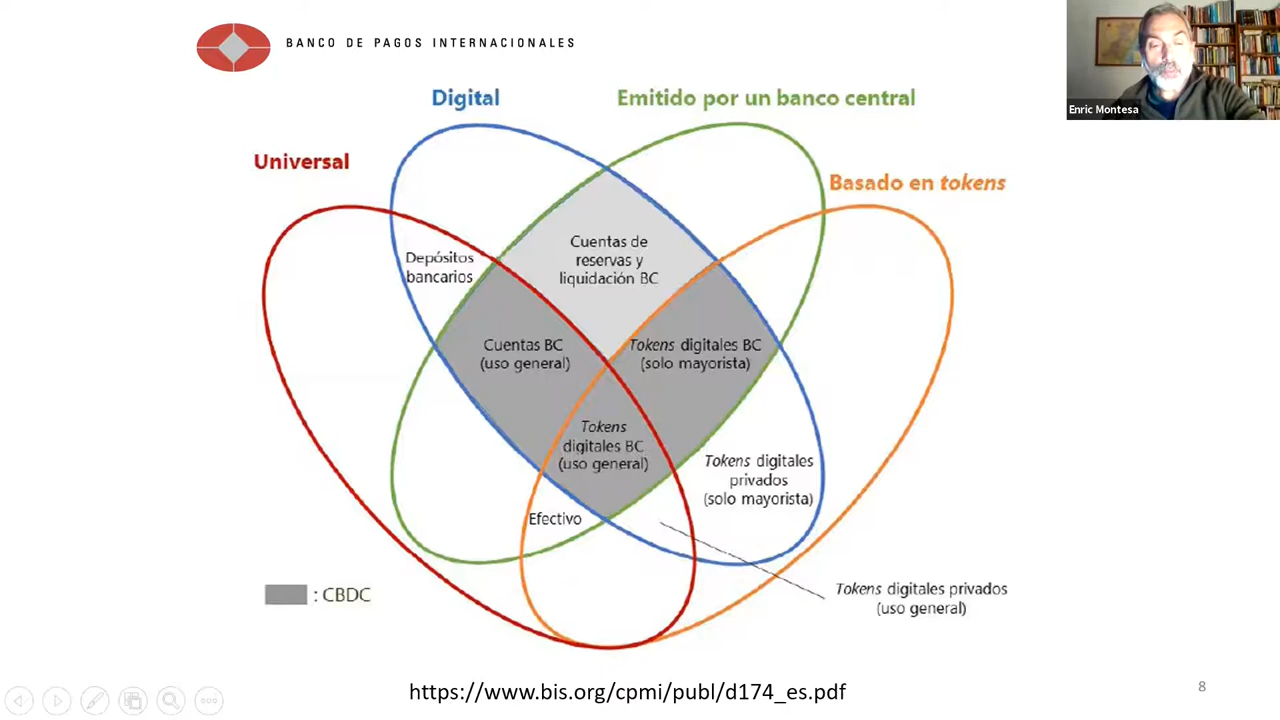 BANCO DE PAGOS INTERNACIONALES
Enric Montesa
Digital
Emitido por un banco central
Universal
Basado en tokens
Cuentas de
reservas y
liquidación BC
Depósitos
bancarios
Cuentas BC
(uso general)
Tokens digitales BC
(solo mayorista)
Tokens
digitales BC
(uso general)
Tokens digitales
privados
(solo mayorista)
Efectivo
: CBDC
Tokens digitales privados
(uso general)
https://www.bis.org/cpmi/publ/d174_es.pdf
8